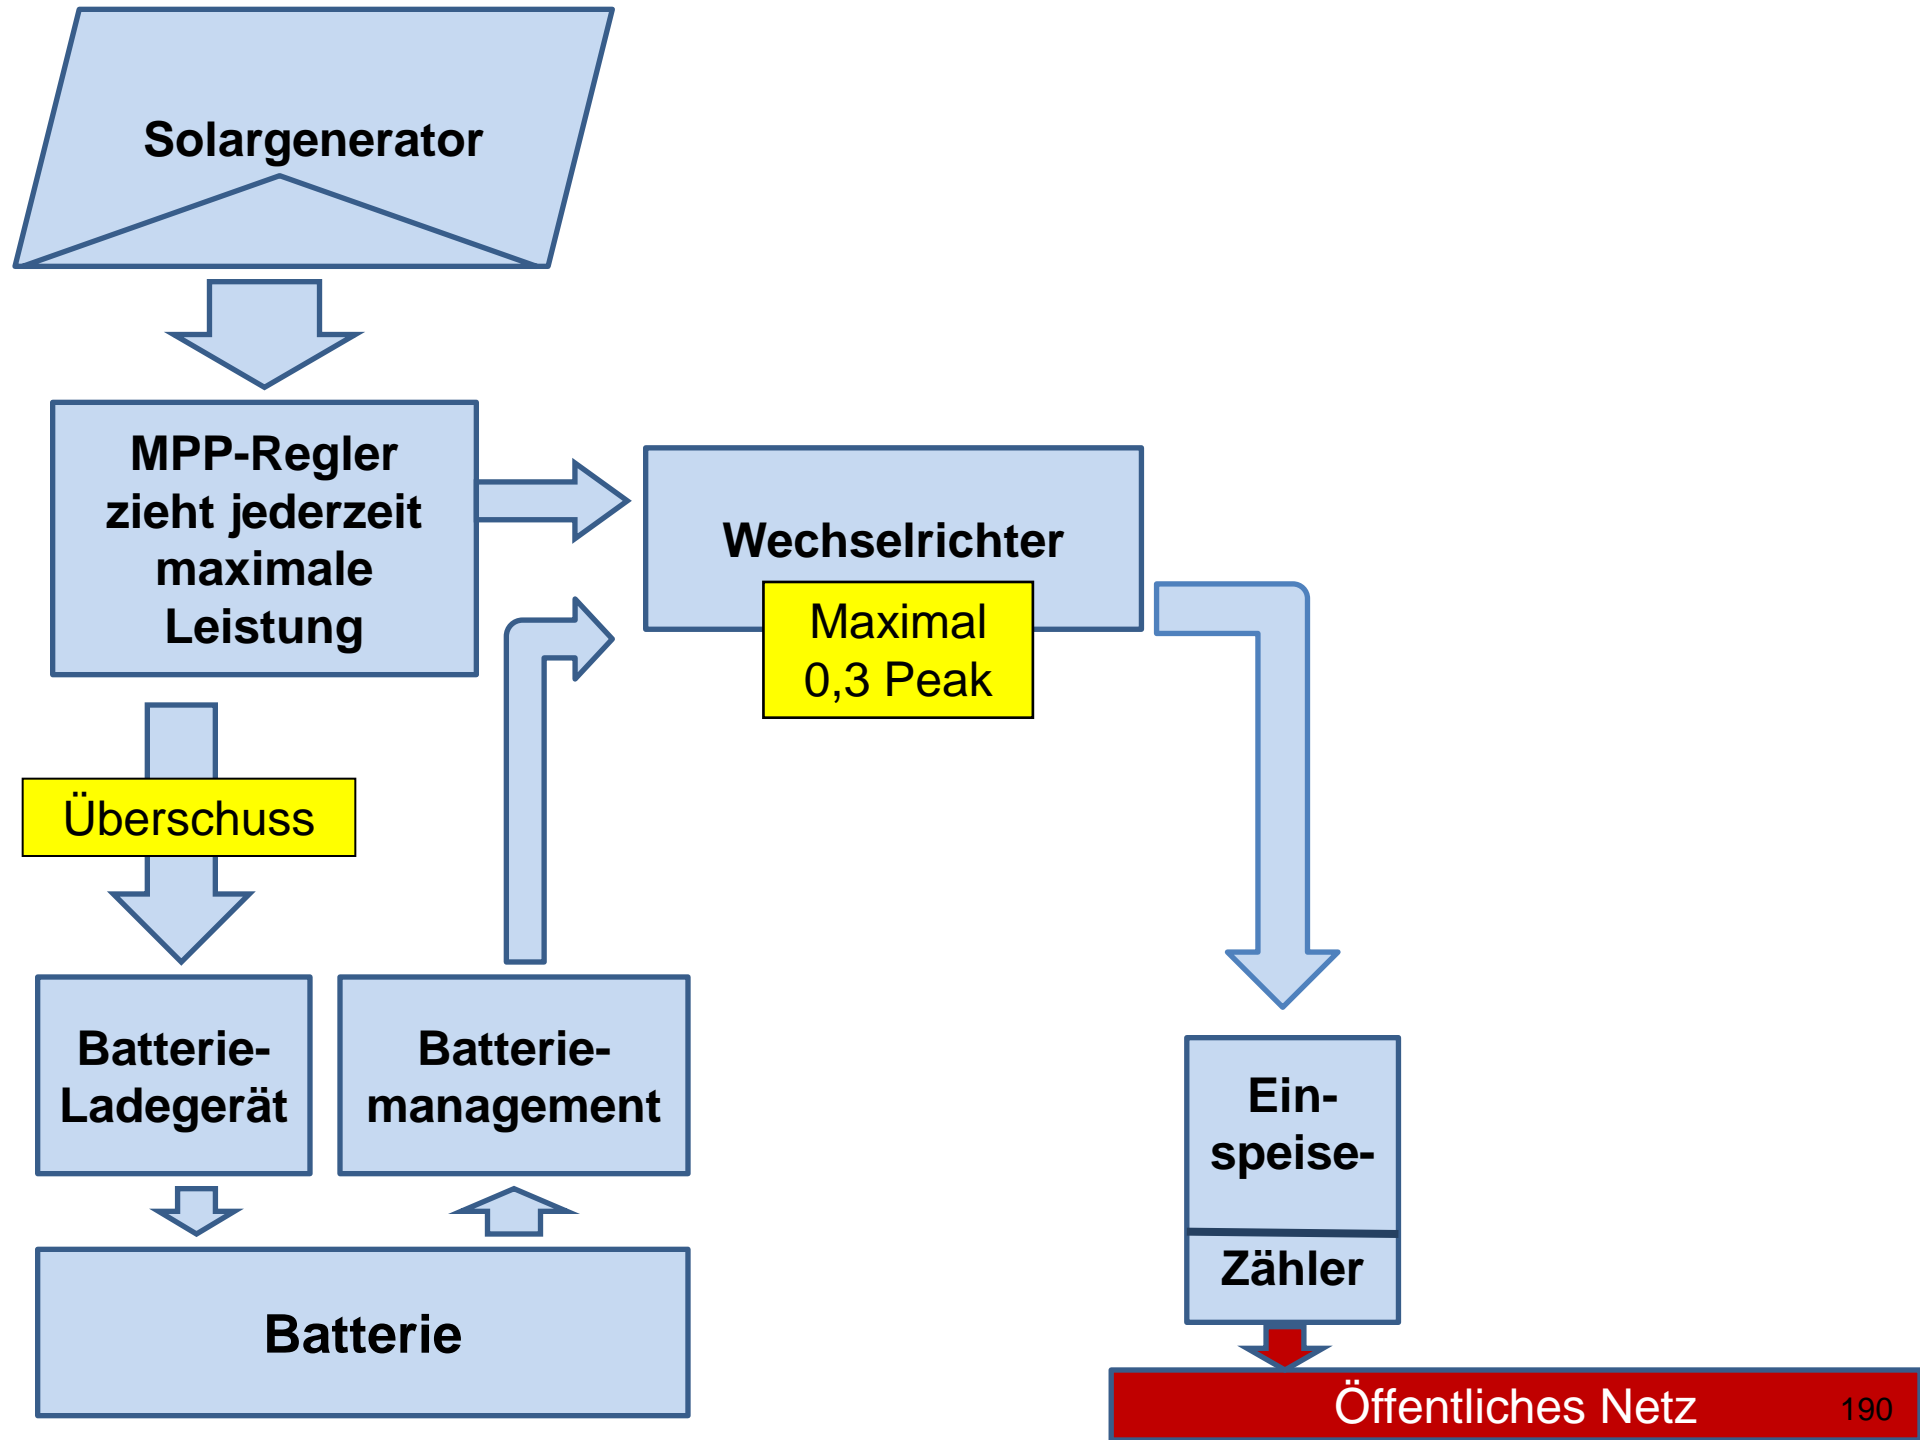 Solargenerator
MPP-Regler
zieht jederzeit
maximale
Leistung
Wechselrichter
Maximal
0,3 Peak
Überschuss
Batterie-
Ladegerät
Batterie-
management
Batterie
Ein-
speise-
Zähler
Öffentliches Netz
190